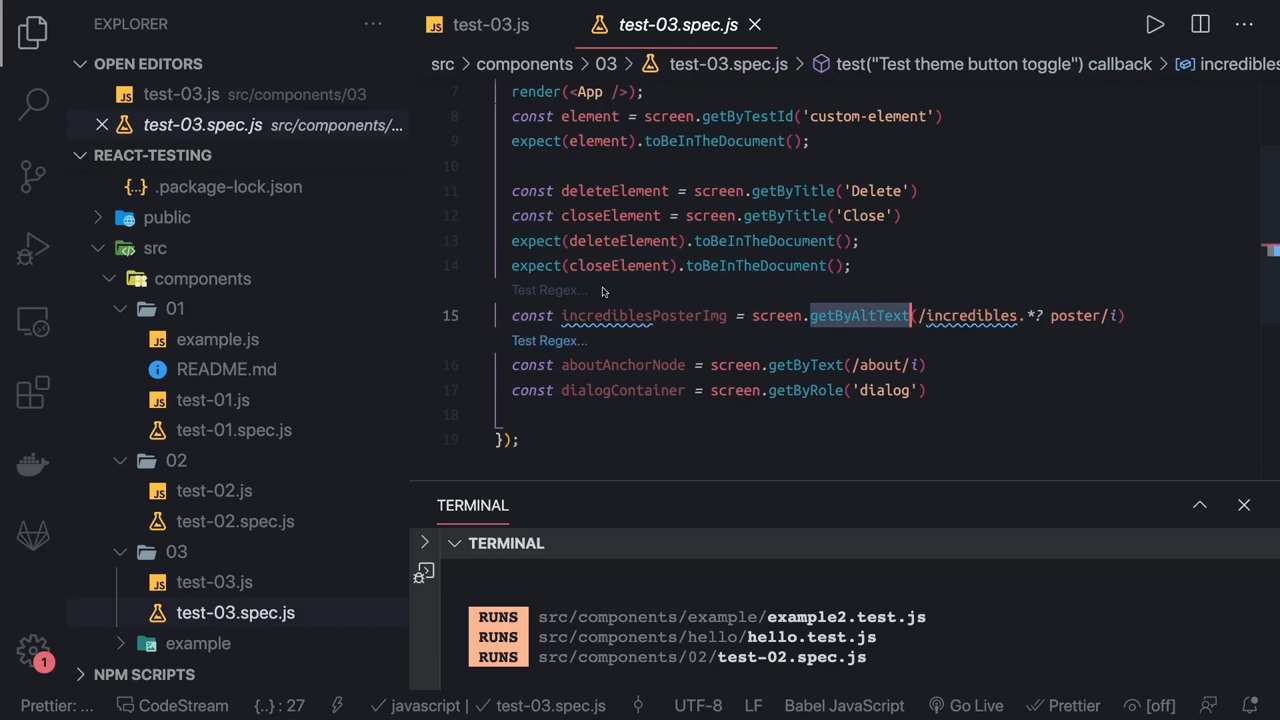 EXPLORER
OPEN EDITORS
test-03.js src/components/03
test-03.spec.js src/components/...
REACT-TESTING
{..} .package-lock.json
public
src
components
01
JS example.js
README.md
JS test-01.js
test-01.spec.js
02
JS test-02.js
test-02.spec.js
03
JS test-03.js
test-03.spec.js
example
NPM SCRIPTS
1
JS test-03.js
test-03.spec.js
src > components > 03 > test-03.spec.js > test("Test theme button toggle") callback > incredibles
7 render(<App />);
8 const element = screen.getByTestId('custom-element')
9 expect(element).toBeInTheDocument();
10
11 const deleteElement = screen.getByTitle('Delete')
12 const closeElement = screen.getByTitle('Close')
13 expect(deleteElement).toBeInTheDocument();
14 expect(closeElement).toBeInTheDocument();
Test Regex...
15 const incrediblesPosterImg = screen.getByAltText(/incredibles.*? poster/i)
Test Regex...
16 const aboutAnchorNode = screen.getByText(/about/i)
17 const dialogContainer = screen.getByRole('dialog')
18
19 });
TERMINAL
TERMINAL
RUNS src/components/example/example2.test.js
RUNS src/components/hello/hello.test.js
RUNS src/components/02/test-02.spec.js
Prettier: ... CodeStream {..} : 27 javascript | test-03.spec.js UTF-8 LF Babel JavaScript Go Live Prettier [off]